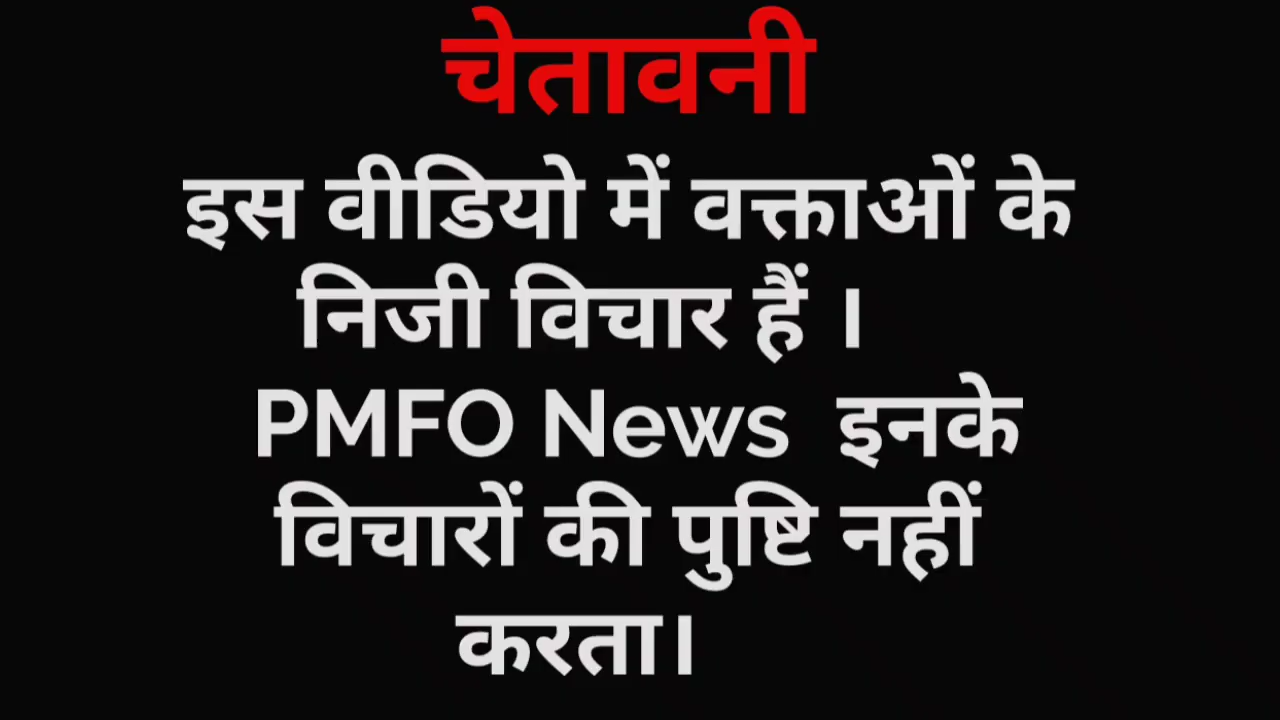 चेतावनी
इस वीडियो में वक्ताओं के
निजी विचार हैं ।
PMFO News इनके
विचारों की पुष्टि नहीं
करता।